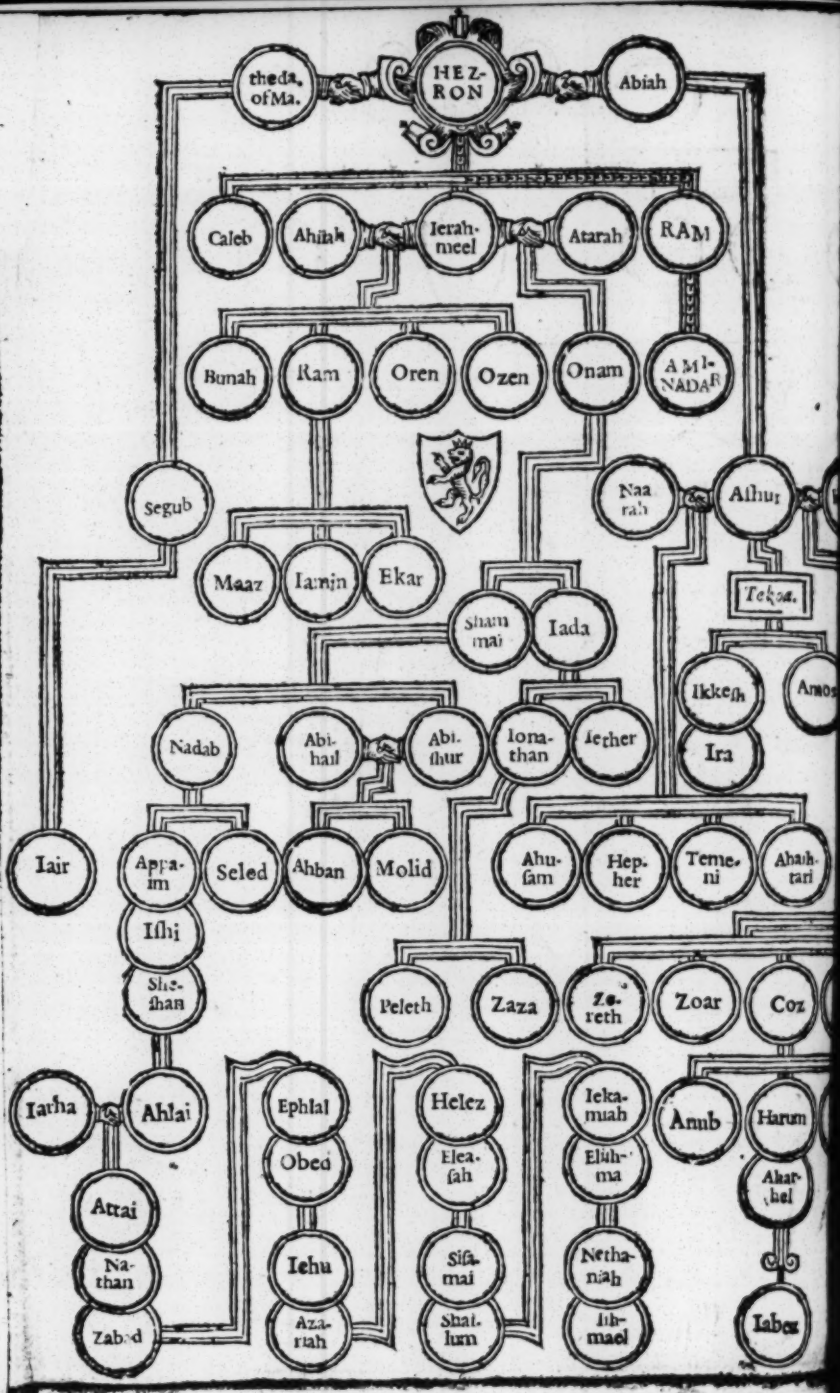 the da.
of Ma.
HEZ-
RON
Abiah
Caleb
Ahiiah
Ierah-
meel
Atarah
RAM
Bunah
Ram
Oren
Ozen
Onam
AMI-
NADAB
Segub
Naa
rah
Aſhur
Maaz
Iamin
Ekar
Sham
mai
Iada
Tekoa.
Ikkeſh
Amos
Nadab
Abi-
hail
Abi-
ſhur
Iona-
than
Iether
Ira
Iair
Appa-
im
Seled
Ahban
Molid
Ahu-
ſam
Hep-
her
Teme-
ni
Ahaſh-
tari
Iſhi
She-
ſhan
Peleth
Zaza
Ze-
reth
Zoar
Coz
Iarha
Ahlai
Ephlal
Helez
Ieka-
miah
Anub
Harum
Obed
Elea-
ſah
Eliſh-
ma
Ahar-
hel
Attai
Na-
than
Iehu
Siſa-
mai
Netha-
niah
Zabad
Aza-
riah
Shal-
lum
Iſh-
mael
Iabez